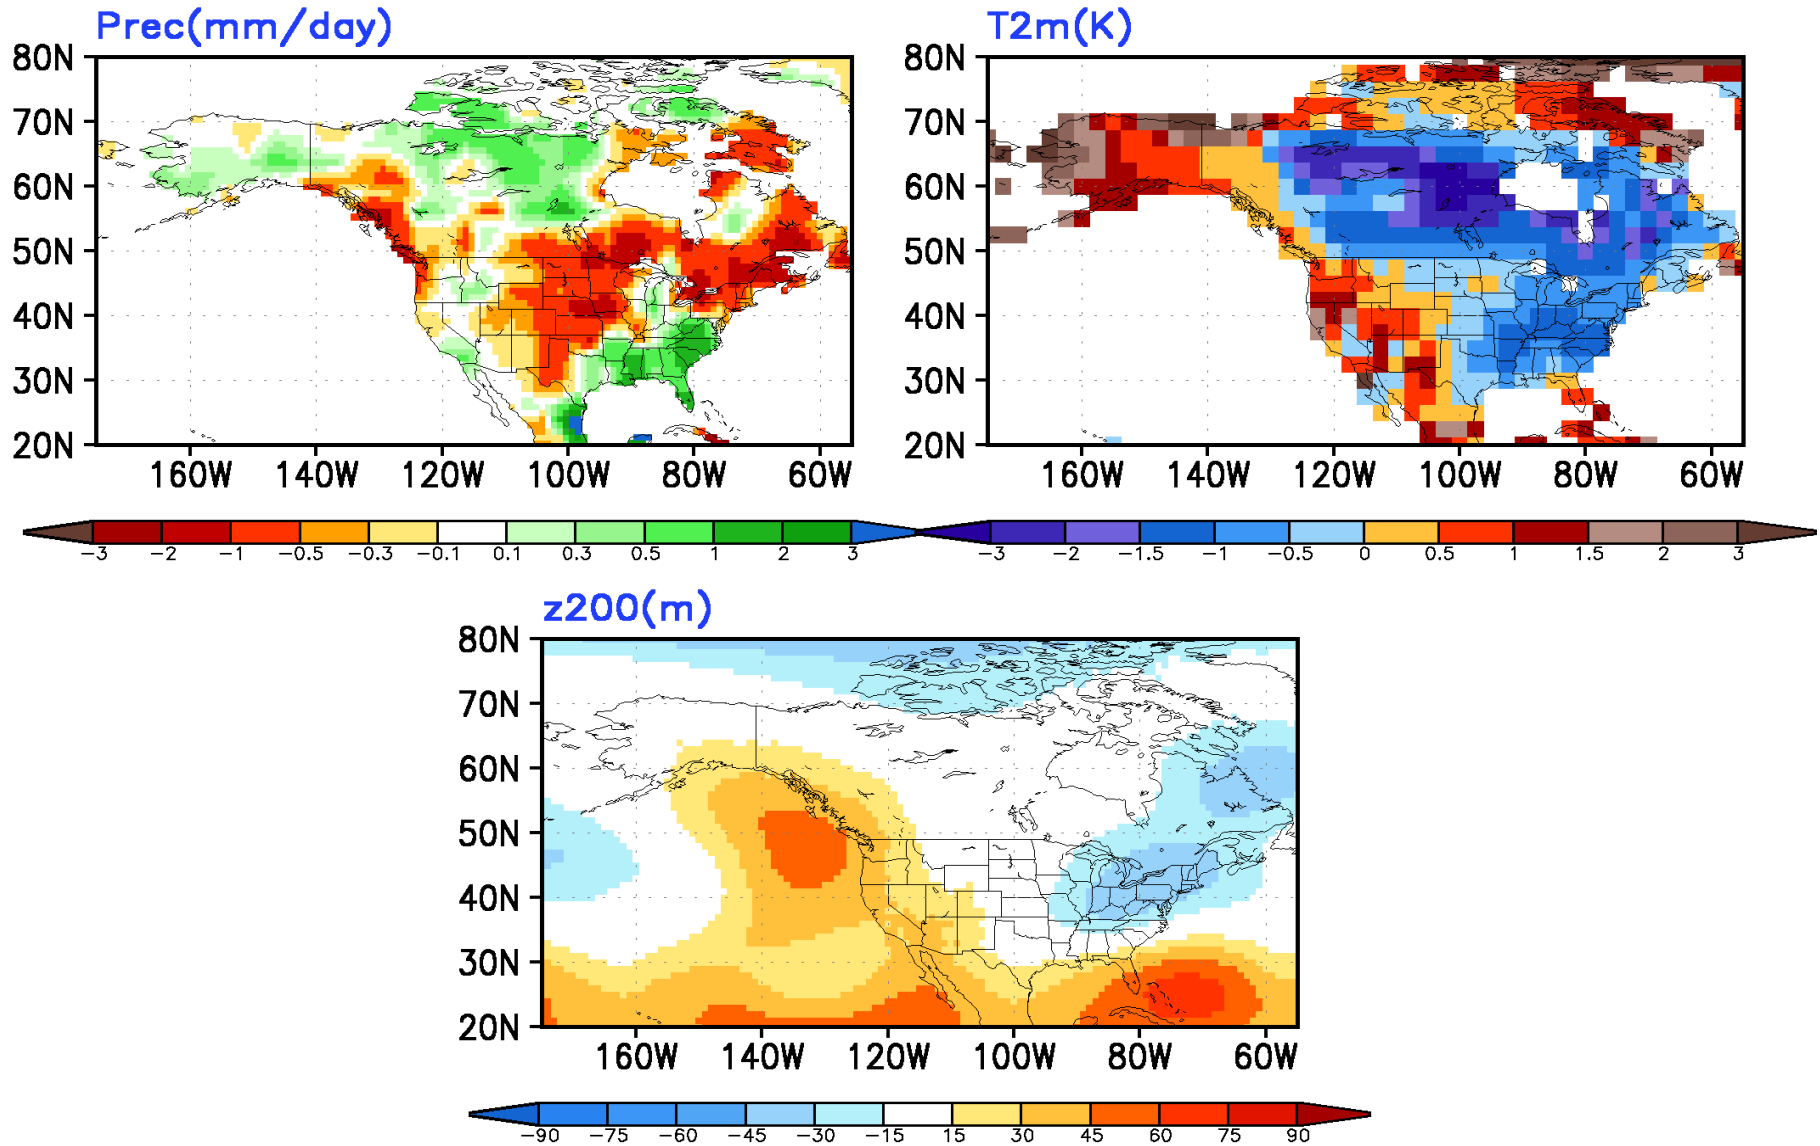 Prec(mm/day)
T2m(K)
80N
70N
60N
50N
40N
30N
20N
160W 140W 120W 100W 80W 60W
80N
70N
60N
50N
40N
30N
20N
160W 140W 120W 100W 80W 60W
−3 −2 −1 −0.5 −0.3 −0.1 0.1 0.3 0.5 1 2 3
−3 −2 −1.5 −1 −0.5 0 0.5 1 1.5 2 3
z200(m)
80N
70N
60N
50N
40N
30N
20N
160W 140W 120W 100W 80W 60W
−90 −75 −60 −45 −30 −15 15 30 45 60 75 90